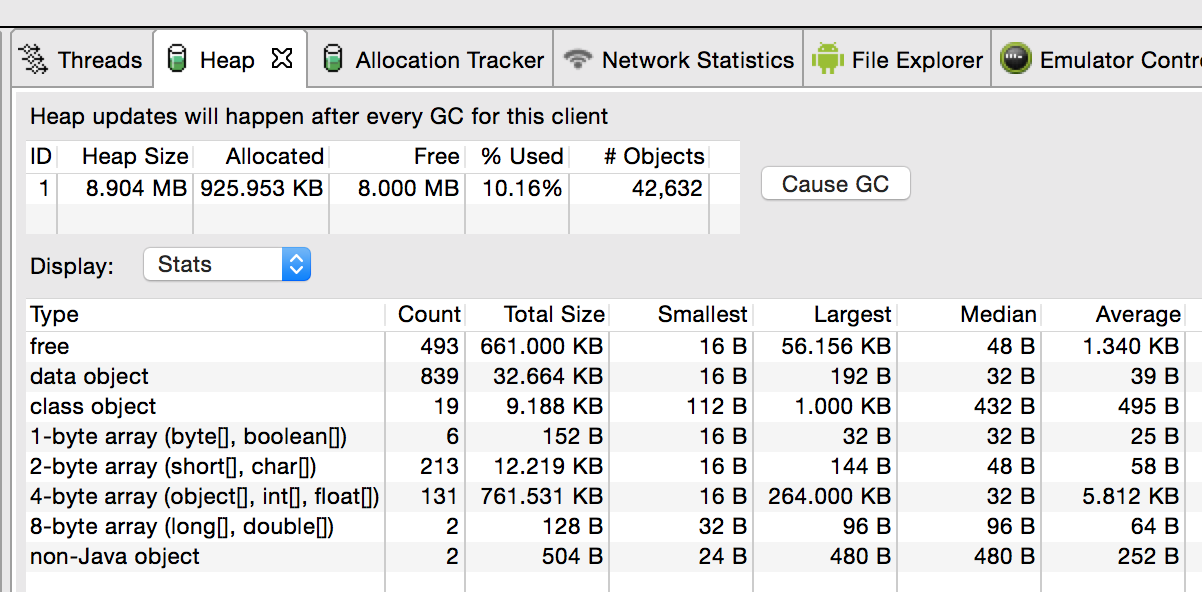 Threads Heap Allocation Tracker Network Statistics File Explorer Emulator Contr
Heap updates will happen after every GC for this client
ID Heap Size Allocated Free % Used # Objects
1 8.904 MB 925.953 KB 8.000 MB 10.16% 42,632
Cause GC
Display: Stats
Type Count Total Size Smallest Largest Median Average
free 493 661.000 KB 16 B 56.156 KB 48 B 1.340 KB
data object 839 32.664 KB 16 B 192 B 32 B 39 B
class object 19 9.188 KB 112 B 1.000 KB 432 B 495 B
1-byte array (byte[], boolean[]) 6 152 B 16 B 32 B 32 B 25 B
2-byte array (short[], char[]) 213 12.219 KB 16 B 144 B 48 B 58 B
4-byte array (object[], int[], float[]) 131 761.531 KB 16 B 264.000 KB 32 B 5.812 KB
8-byte array (long[], double[]) 2 128 B 32 B 96 B 96 B 64 B
non-Java object 2 504 B 24 B 480 B 480 B 252 B